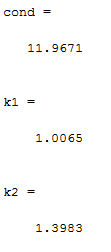 cond =
11.9671
k1 =
1.0065
k2 =
1.3983